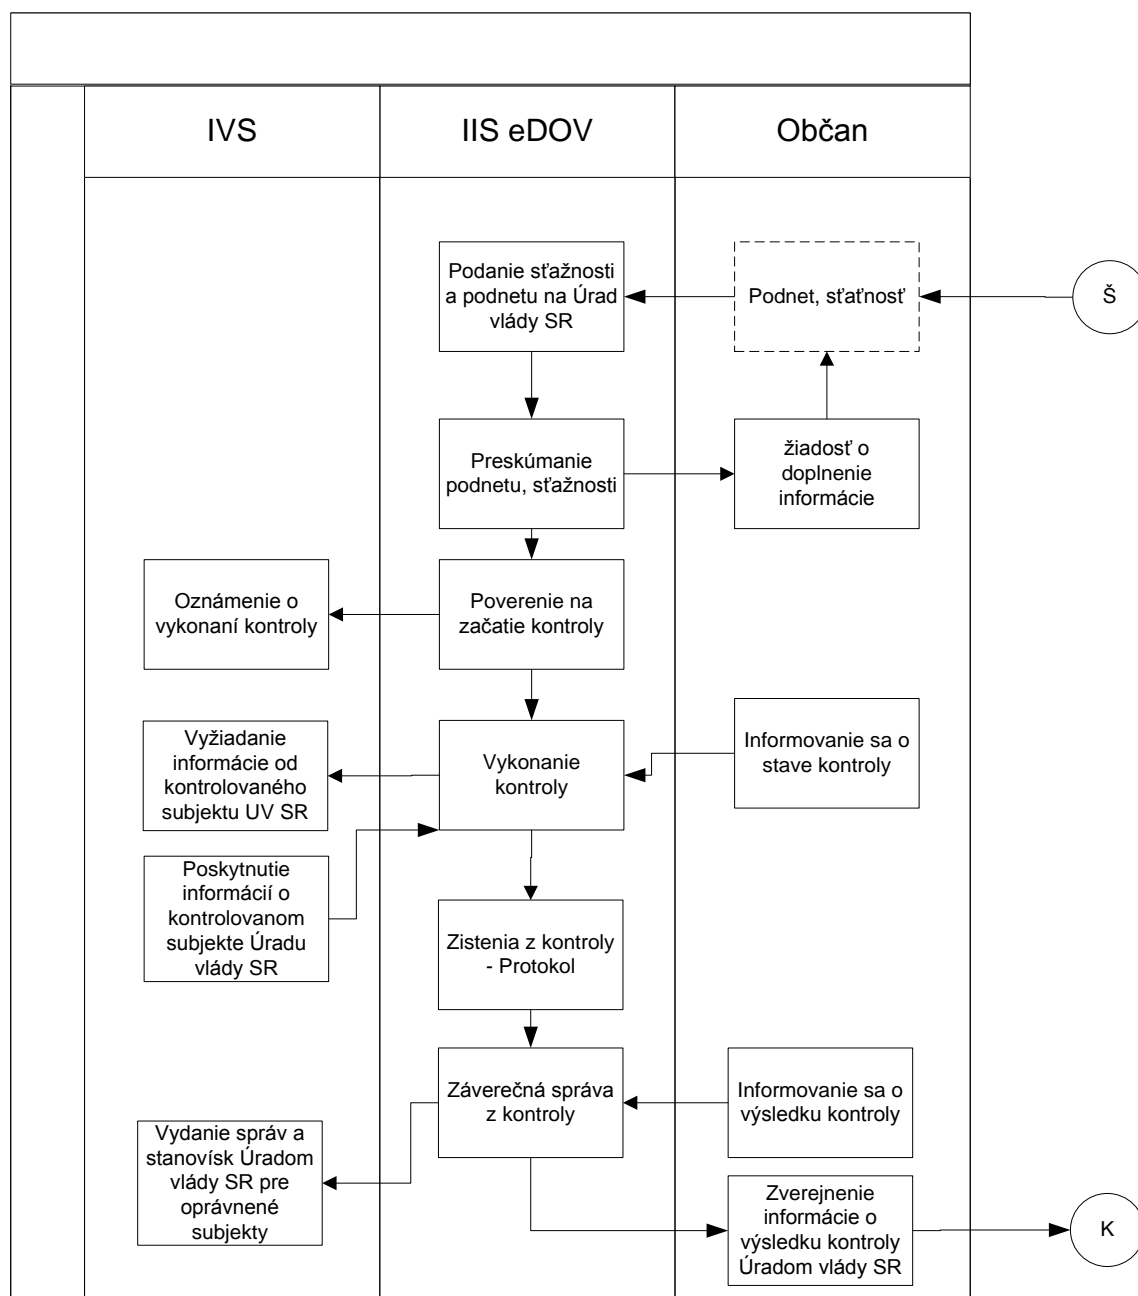 IVS
IIS eDOV
Občan
Podanie sťažnosti
a podnetu na Úrad
vlády SR
Podnet, sťaťnosť
Š
Preskúmanie
podnetu, sťažnosti
žiadosť o
doplnenie
informácie
Oznámenie o
vykonaní kontroly
Poverenie na
začatie kontroly
Vyžiadanie
informácie od
kontrolovaného
subjektu UV SR
Vykonanie
kontroly
Informovanie sa o
stave kontroly
Poskytnutie
informácií o
kontrolovanom
subjekte Úradu
vlády SR
Zistenia z kontroly
- Protokol
Záverečná správa
z kontroly
Informovanie sa o
výsledku kontroly
Vydanie správ a
stanovísk Úradom
vlády SR pre
oprávnené
subjekty
Zverejnenie
informácie o
výsledku kontroly
Úradom vlády SR
K